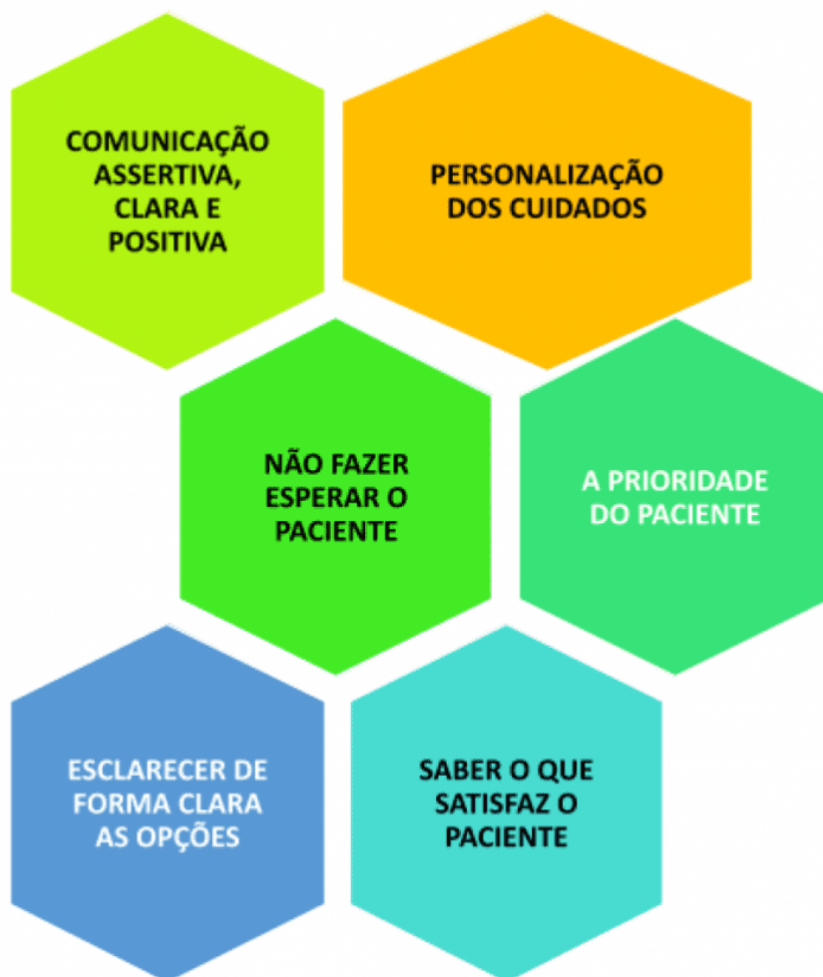 COMUNICAÇÃO
ASSERTIVA,
CLARA E
POSITIVA
PERSONALIZAÇÃO
DOS CUIDADOS
NÃO FAZER
ESPERAR O
PACIENTE
A PRIORIDADE
DO PACIENTE
ESCLARECER DE
FORMA CLARA
AS OPÇÕES
SABER O QUE
SATISFAZ O
PACIENTE